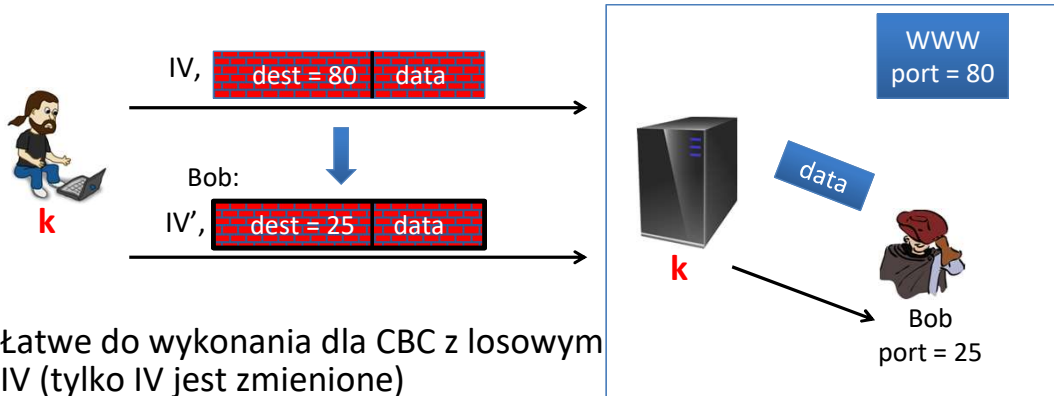 IV, dest = 80 data
k
Bob:
IV’, dest = 25 data
Łatwe do wykonania dla CBC z losowym
IV (tylko IV jest zmienione)
WWW
port = 80
data
k
Bob
port = 25